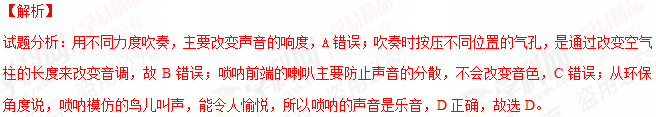 【解析】
试题分析：用不同力度吹奏，主要改变声音的响度，A 错误；吹奏时按压不同位置的气孔，是通过改变空气
柱的长度来改变音调，故 B 错误；唢呐前端的喇叭主要防止声音的分散，不会改变音色，C 错误；从环保
角度说，唢呐模仿的鸟儿叫声，能令人愉悦，所以唢呐的声音是乐音，D 正确，故选 D。